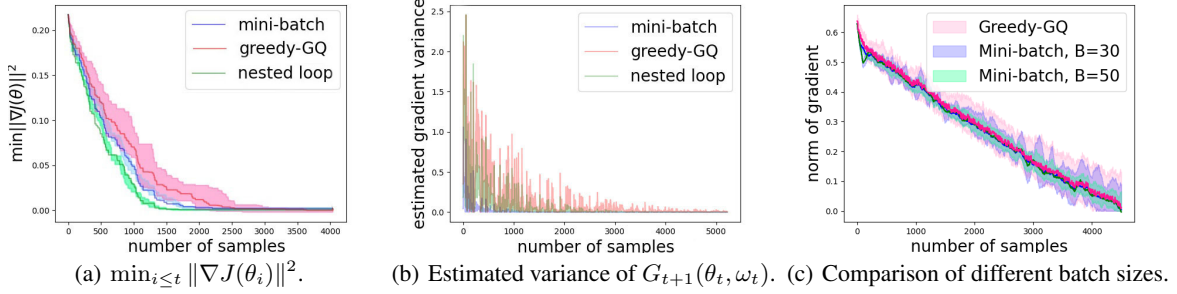 min||∇J(θ)||²
0.20
0.15
0.10
0.05
0.00
0 500 1000 1500 2000 2500 3000 3500 4000
number of samples
mini-batch
greedy-GQ
nested loop
(a) min_{i≤t} ‖∇J(θ_i)‖².
estimated gradient variance
2.5
2.0
1.5
1.0
0.5
0.0
0 1000 2000 3000 4000 5000
number of samples
mini-batch
greedy-GQ
nested loop
(b) Estimated variance of G_{t+1}(θ_t, ω_t).
norm of gradient
0.7
0.6
0.5
0.4
0.3
0.2
0.1
0.0
0 1000 2000 3000 4000
number of samples
Greedy-GQ
Mini-batch, B=30
Mini-batch, B=50
(c) Comparison of different batch sizes.